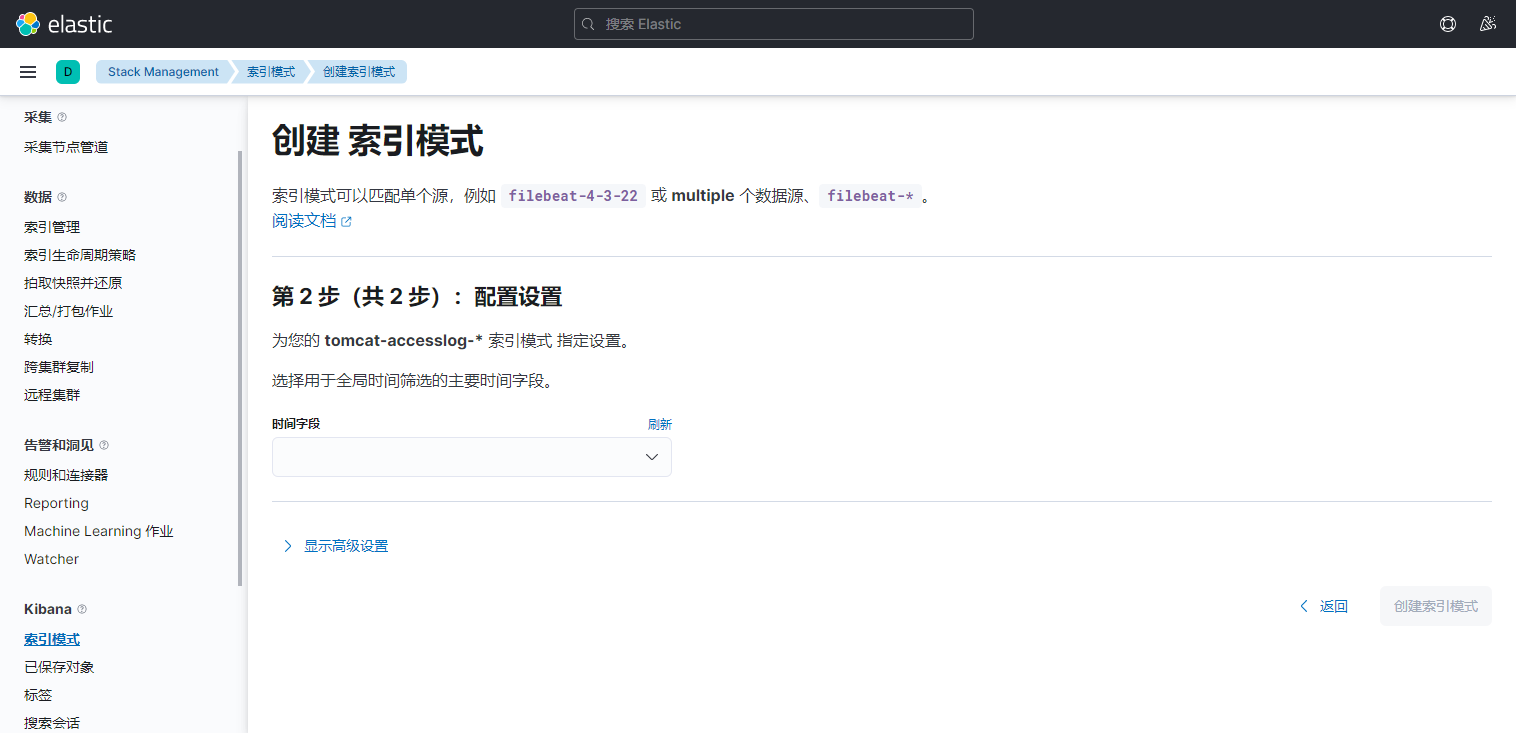 elastic
搜索 Elastic
D
Stack Management
索引模式
创建索引模式
采集
采集节点管道
数据
索引管理
索引生命周期策略
拍取快照并还原
汇总/打包作业
转换
跨集群复制
远程集群
告警和洞见
规则和连接器
Reporting
Machine Learning 作业
Watcher
Kibana
索引模式
已保存对象
标签
搜索会话
创建 索引模式
索引模式可以匹配单个源，例如 filebeat-4-3-22 或 multiple 个数据源、 filebeat-* 。
阅读文档
第 2 步（共 2 步）：配置设置
为您的 tomcat-accesslog-* 索引模式 指定设置。
选择用于全局时间筛选的主要时间字段。
时间字段
刷新
显示高级设置
返回
创建索引模式